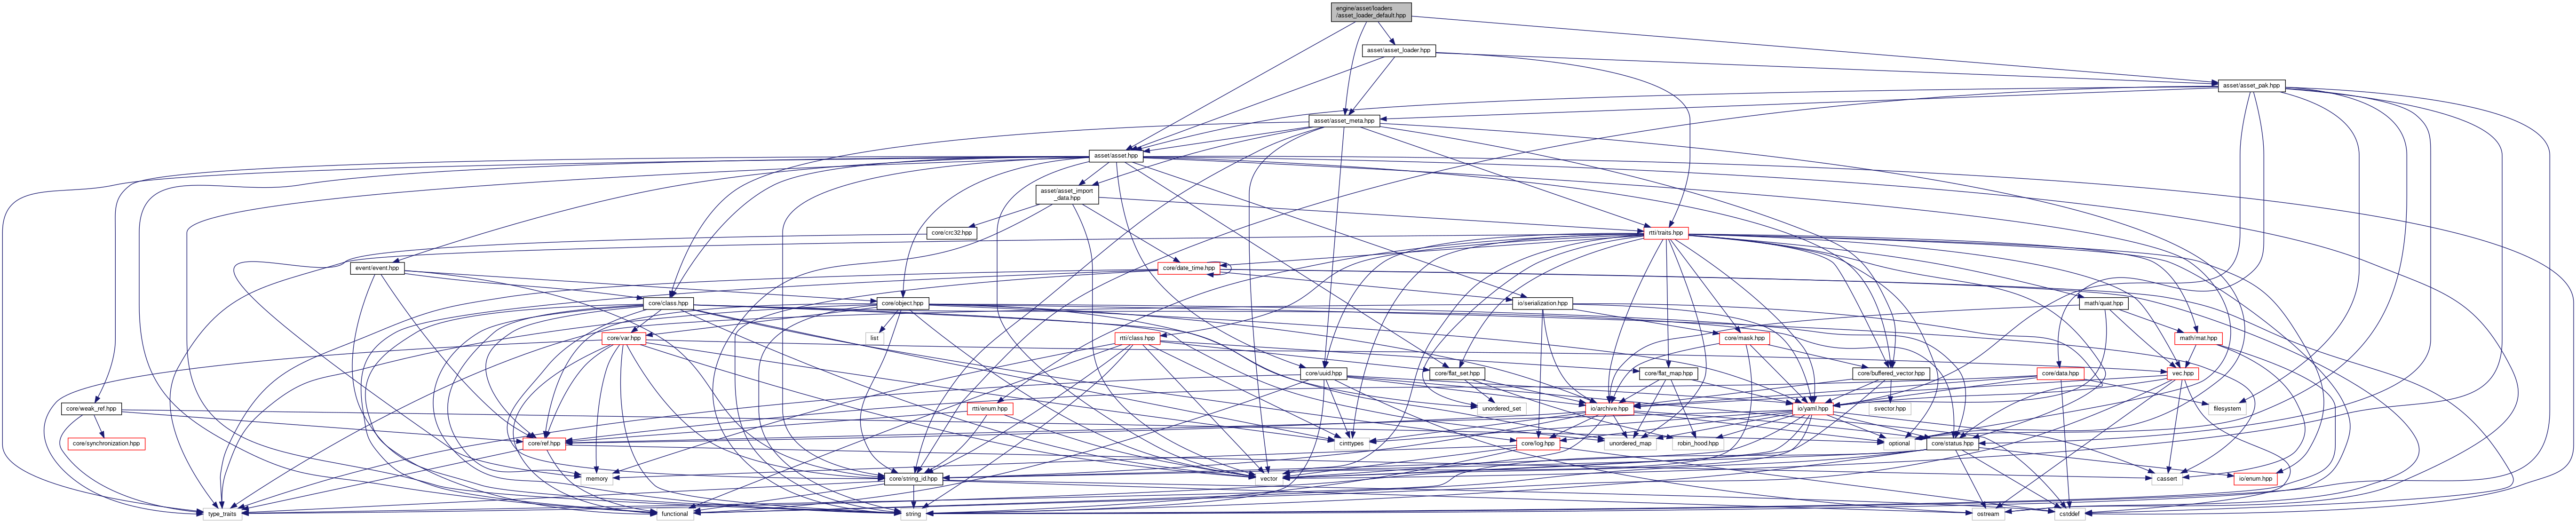 engine/asset/loaders
/asset_loader_default.hpp
asset/asset_loader.hpp
asset/asset_pak.hpp
asset/asset_meta.hpp
asset/asset.hpp
asset/asset_import
_data.hpp
core/crc32.hpp
rtti/traits.hpp
event/event.hpp
core/date_time.hpp
core/class.hpp
core/object.hpp
io/serialization.hpp
math/quat.hpp
list
core/var.hpp
rtti/class.hpp
core/mask.hpp
math/mat.hpp
core/uuid.hpp
core/flat_set.hpp
core/flat_map.hpp
core/buffered_vector.hpp
core/data.hpp
vec.hpp
core/weak_ref.hpp
rtti/enum.hpp
unordered_set
io/archive.hpp
io/yaml.hpp
svector.hpp
filesystem
core/synchronization.hpp
core/ref.hpp
cinttypes
core/log.hpp
unordered_map
robin_hood.hpp
optional
core/status.hpp
memory
core/string_id.hpp
vector
cassert
io/enum.hpp
type_traits
functional
string
ostream
cstddef